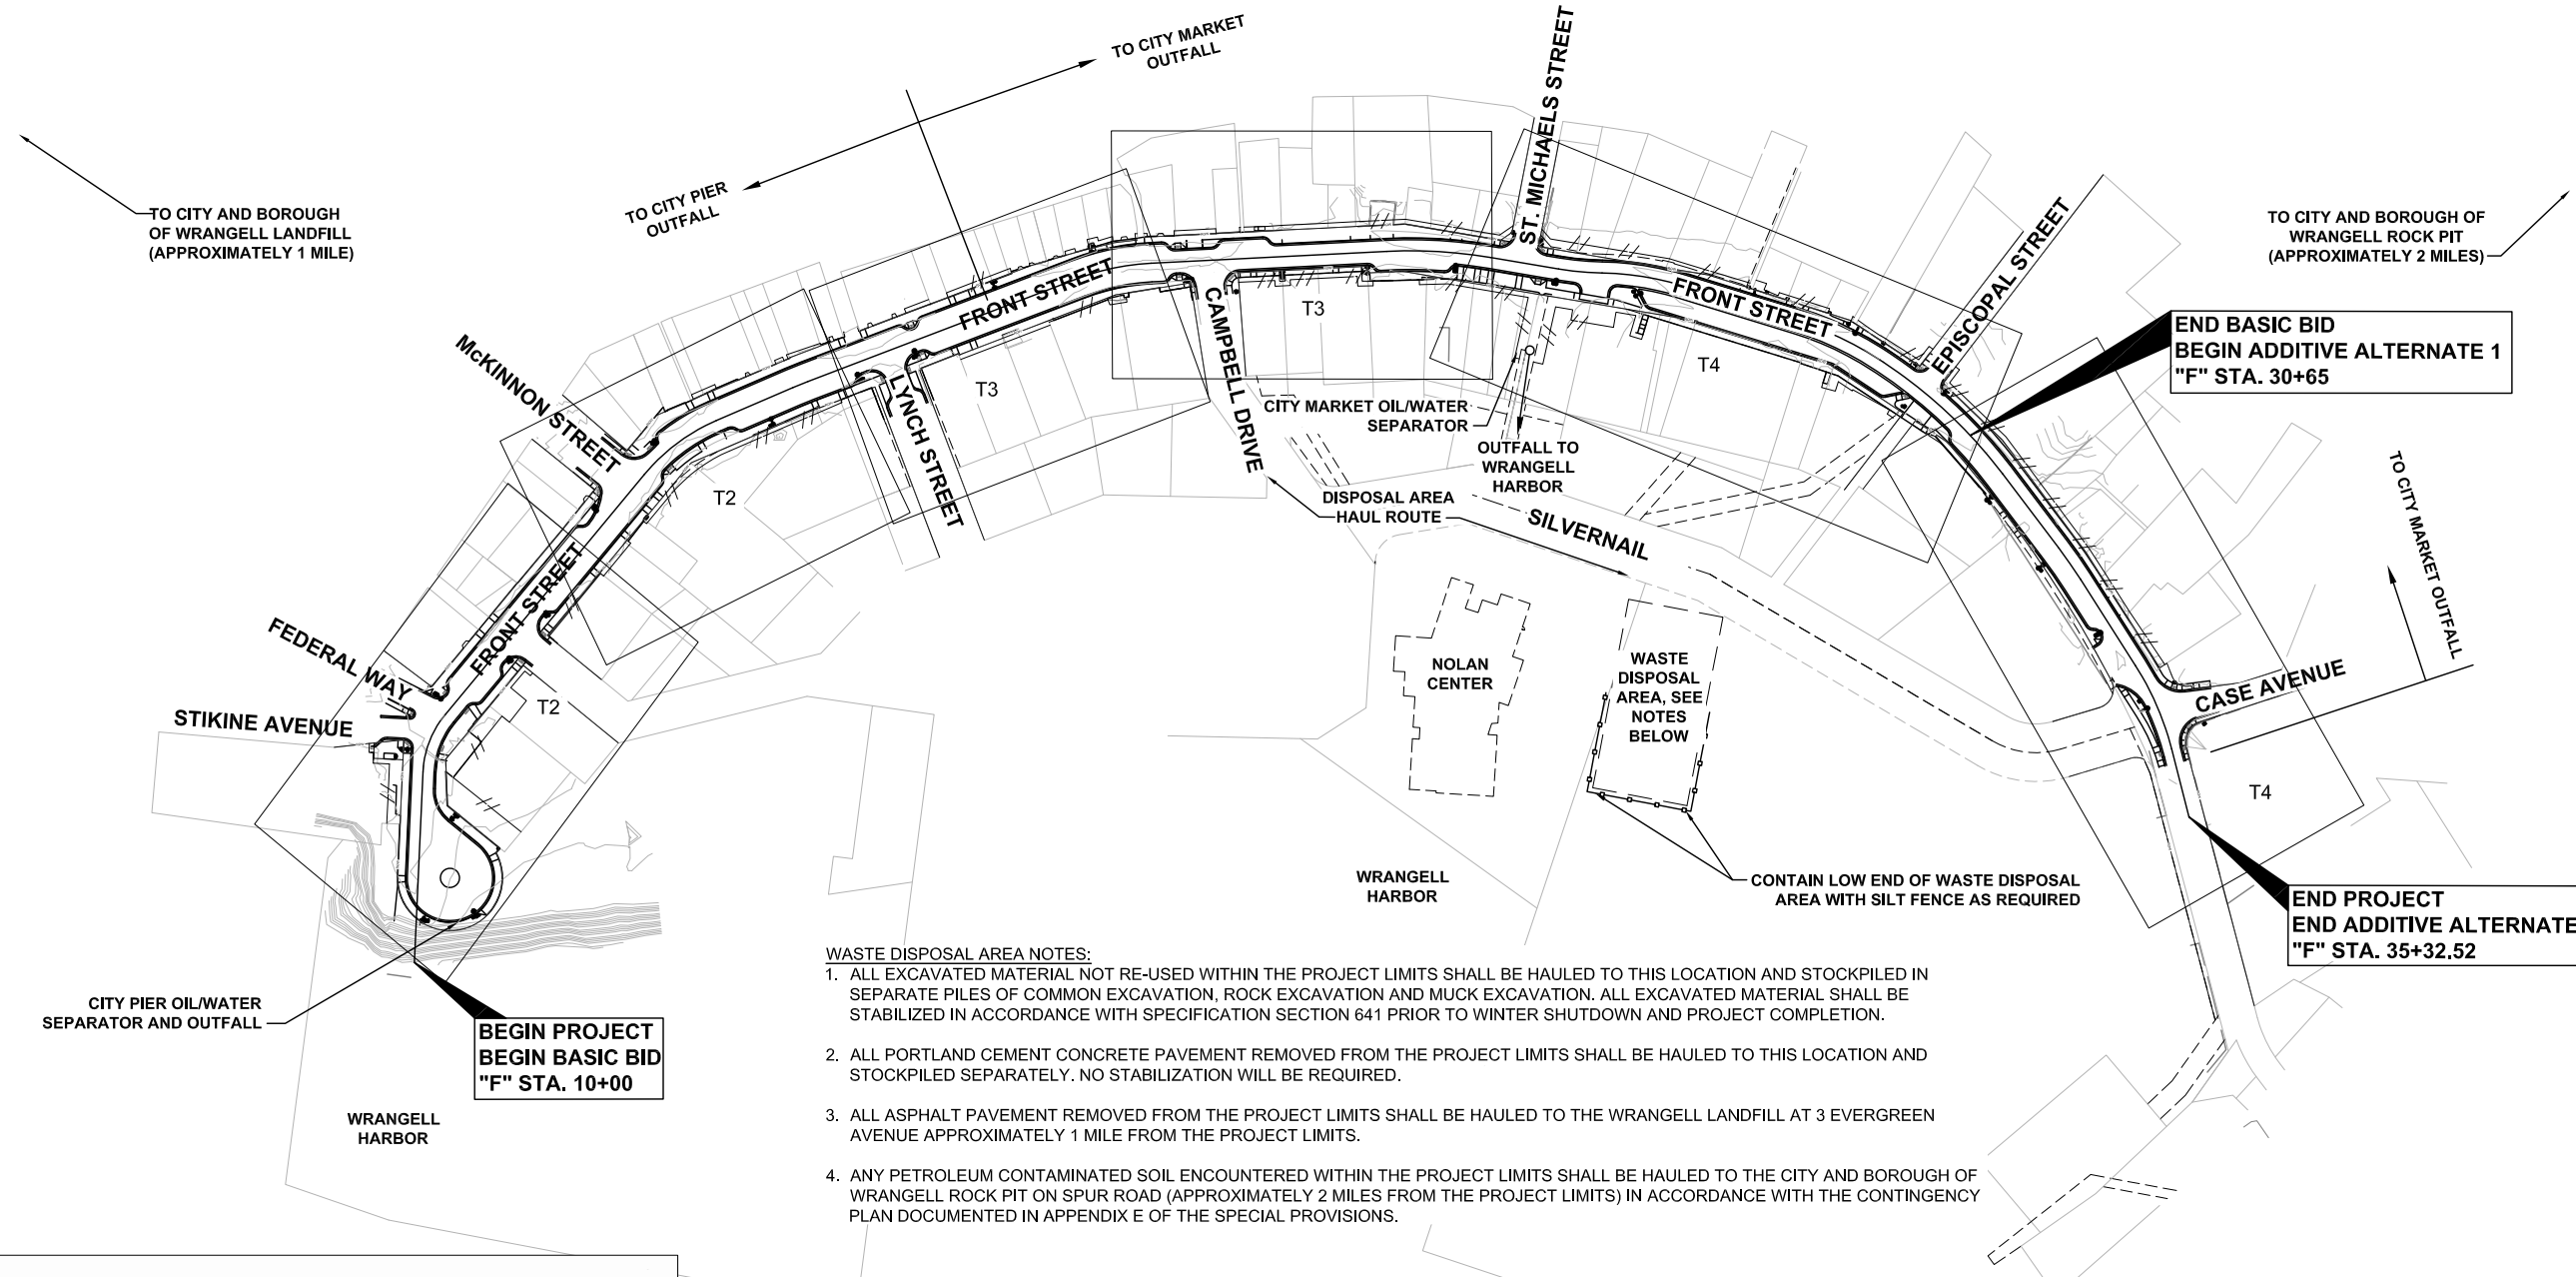 TO CITY MARKET
OUTFALL
TO CITY PIER
OUTFALL
TO CITY AND BOROUGH
OF WRANGELL LANDFILL
(APPROXIMATELY 1 MILE)
ST. MICHAELS STREET
TO CITY AND BOROUGH OF
WRANGELL ROCK PIT
(APPROXIMATELY 2 MILES)
EPISCOPAL STREET
FRONT STREET
FRONT STREET
CAMPBELL DRIVE
T3
T3
T4
END BASIC BID
BEGIN ADDITIVE ALTERNATE 1
"F" STA. 30+65
McKINNON STREET
LYNCH STREET
T2
CITY MARKET OIL/WATER
SEPARATOR
OUTFALL TO
WRANGELL
HARBOR
DISPOSAL AREA
HAUL ROUTE
SILVERNAIL
TO CITY MARKET OUTFALL
FRONT STREET
FEDERAL WAY
STIKINE AVENUE
T2
NOLAN
CENTER
WASTE
DISPOSAL
AREA, SEE
NOTES
BELOW
CASE AVENUE
T4
WRANGELL
HARBOR
CONTAIN LOW END OF WASTE DISPOSAL
AREA WITH SILT FENCE AS REQUIRED
END PROJECT
END ADDITIVE ALTERNATE
"F" STA. 35+32.52
CITY PIER OIL/WATER
SEPARATOR AND OUTFALL
BEGIN PROJECT
BEGIN BASIC BID
"F" STA. 10+00
WRANGELL
HARBOR
WASTE DISPOSAL AREA NOTES:
1. ALL EXCAVATED MATERIAL NOT RE-USED WITHIN THE PROJECT LIMITS SHALL BE HAULED TO THIS LOCATION AND STOCKPILED IN
SEPARATE PILES OF COMMON EXCAVATION, ROCK EXCAVATION AND MUCK EXCAVATION. ALL EXCAVATED MATERIAL SHALL BE
STABILIZED IN ACCORDANCE WITH SPECIFICATION SECTION 641 PRIOR TO WINTER SHUTDOWN AND PROJECT COMPLETION.
2. ALL PORTLAND CEMENT CONCRETE PAVEMENT REMOVED FROM THE PROJECT LIMITS SHALL BE HAULED TO THIS LOCATION AND
STOCKPILED SEPARATELY. NO STABILIZATION WILL BE REQUIRED.
3. ALL ASPHALT PAVEMENT REMOVED FROM THE PROJECT LIMITS SHALL BE HAULED TO THE WRANGELL LANDFILL AT 3 EVERGREEN
AVENUE APPROXIMATELY 1 MILE FROM THE PROJECT LIMITS.
4. ANY PETROLEUM CONTAMINATED SOIL ENCOUNTERED WITHIN THE PROJECT LIMITS SHALL BE HAULED TO THE CITY AND BOROUGH OF
WRANGELL ROCK PIT ON SPUR ROAD (APPROXIMATELY 2 MILES FROM THE PROJECT LIMITS) IN ACCORDANCE WITH THE CONTINGENCY
PLAN DOCUMENTED IN APPENDIX E OF THE SPECIAL PROVISIONS.